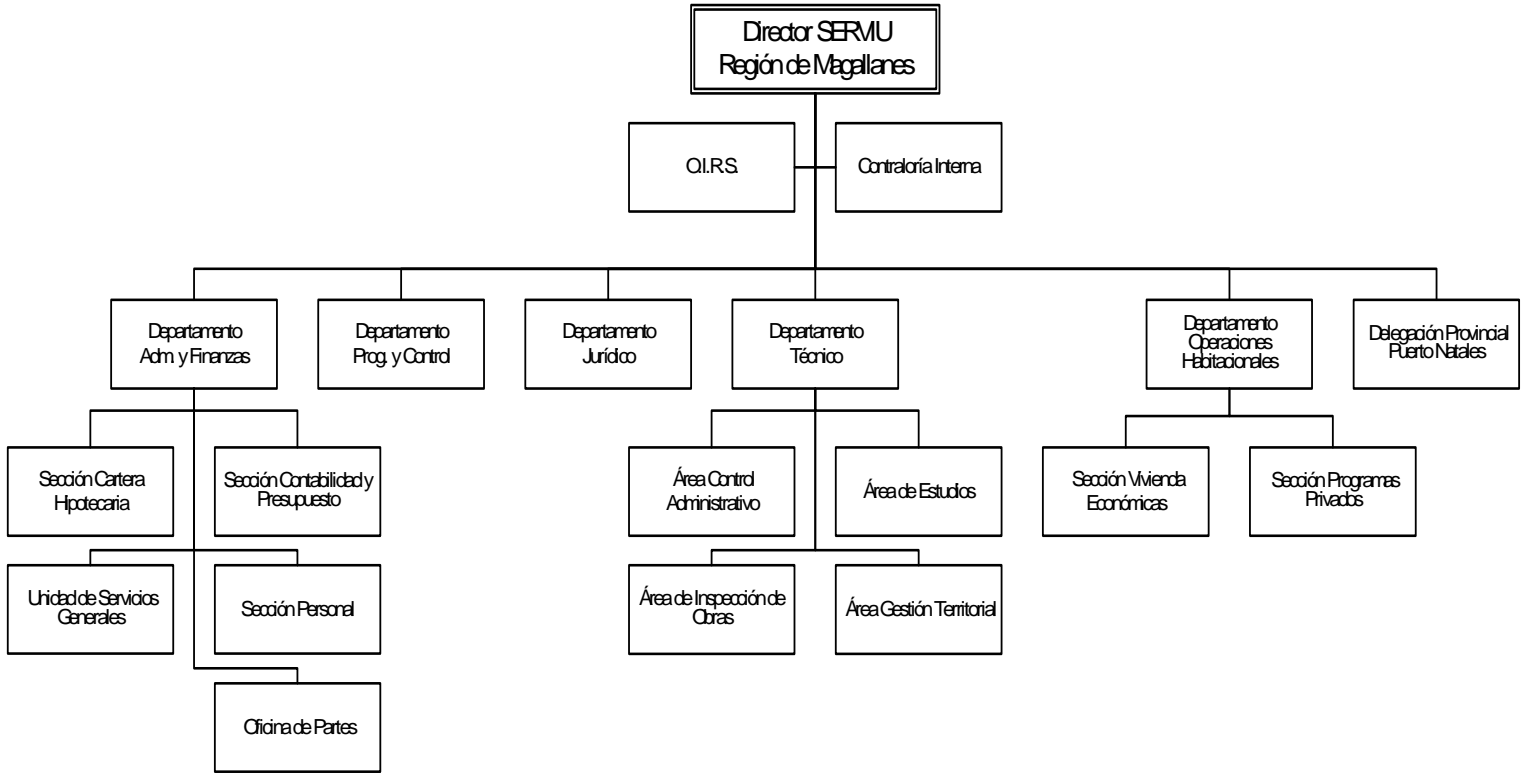 Director SERVIU
Región de Magallanes
O.I.R.S.
Contraloría Interna
Departamento
Adm. y Finanzas
Departamento
Prog. y Control
Departamento
Jurídico
Departamento
Técnico
Departamento
Operaciones
Habitacionales
Delegación Provincial
Puerto Natales
Sección Cartera
Hipotecaria
Sección Contabilidad y
Presupuesto
Área Control
Administrativo
Área de Estudios
Sección Vivienda
Económicas
Sección Programas
Privados
Unidad de Servicios
Generales
Sección Personal
Área de Inspección de
Obras
Área Gestión Territorial
Oficina de Partes